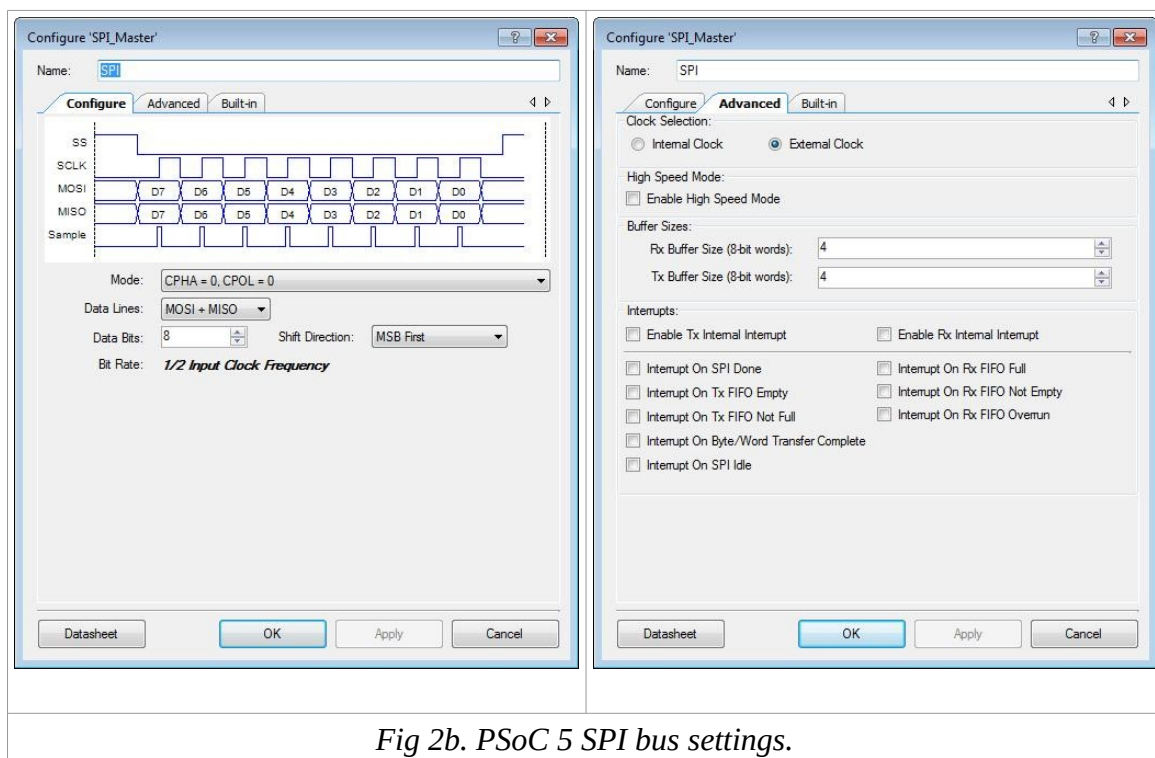 Configure 'SPI_Master'
Name: SPI
Configure Advanced Built-in
SS
SCLK
MOSI D7 D6 D5 D4 D3 D2 D1 D0
MISO D7 D6 D5 D4 D3 D2 D1 D0
Sample
Mode: CPHA = 0, CPOL = 0
Data Lines: MOSI + MISO
Data Bits: 8 Shift Direction: MSB First
Bit Rate: 1/2 Input Clock Frequency
Datasheet OK Apply Cancel
Configure 'SPI_Master'
Name: SPI
Configure Advanced Built-in
Clock Selection:
Internal Clock External Clock
High Speed Mode:
Enable High Speed Mode
Buffer Sizes:
Rx Buffer Size (8-bit words): 4
Tx Buffer Size (8-bit words): 4
Interrupts:
Enable Tx Internal Interrupt Enable Rx Internal Interrupt
Interrupt On SPI Done Interrupt On Rx FIFO Full
Interrupt On Tx FIFO Empty Interrupt On Rx FIFO Not Empty
Interrupt On Tx FIFO Not Full Interrupt On Rx FIFO Overrun
Interrupt On Byte/Word Transfer Complete
Interrupt On SPI Idle
Datasheet OK Apply Cancel
Fig 2b. PSoC 5 SPI bus settings.